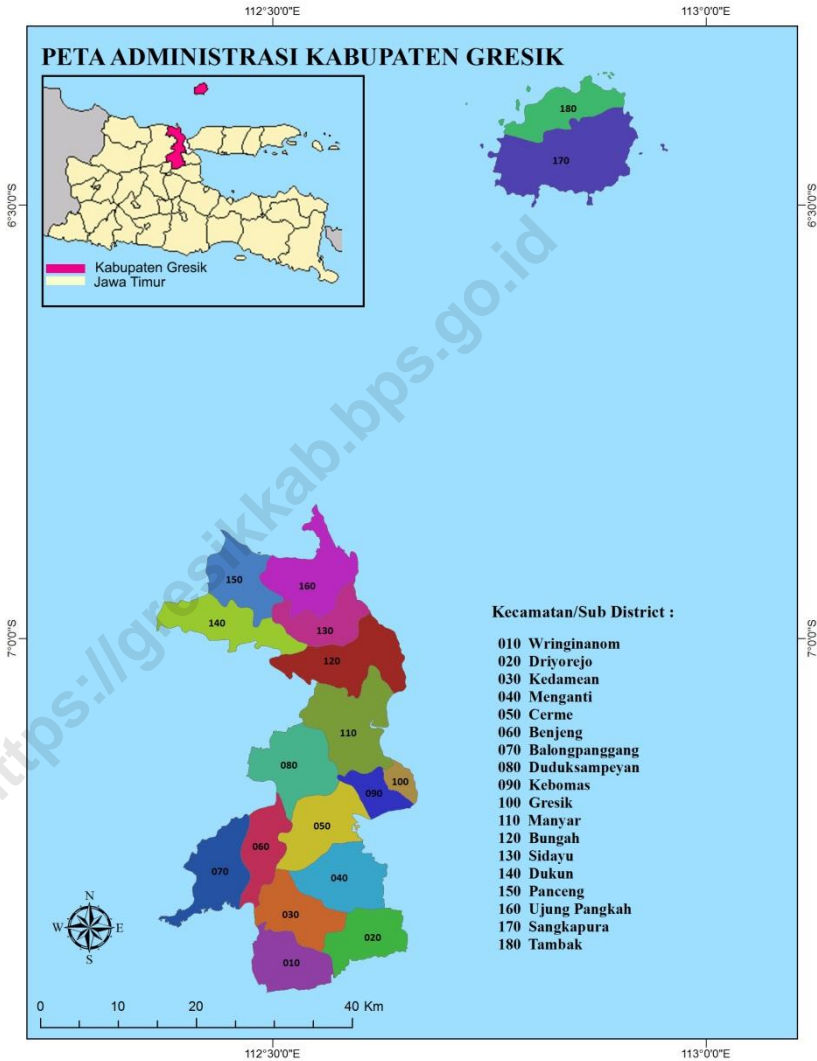 112°30'0"E
113°0'0"E
PETA ADMINISTRASI KABUPATEN GRESIK
Kabupaten Gresik
Jawa Timur
180
170
6°30'0"S
6°30'0"S
https://gresikkab.bps.go.id
150
160
140
130
120
110
080
100
090
050
060
070
040
030
020
010
7°0'0"S
7°0'0"S
Kecamatan/Sub District :
010 Wringinanom
020 Driyorejo
030 Kedamean
040 Menganti
050 Cerme
060 Benjeng
070 Balongpanggang
080 Duduksampeyan
090 Kebomas
100 Gresik
110 Manyar
120 Bungah
130 Sidayu
140 Dukun
150 Panceng
160 Ujung Pangkah
170 Sangkapura
180 Tambak
N
W E
S
0 10 20 40 Km
112°30'0"E
113°0'0"E